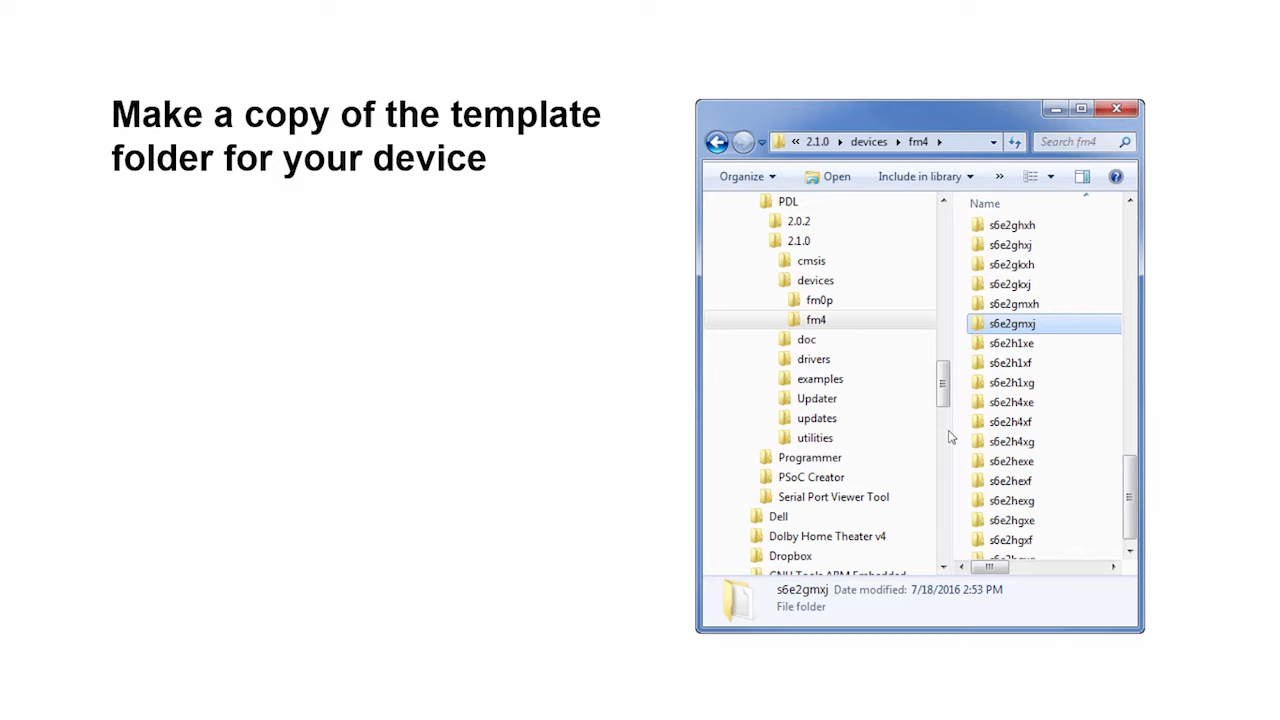 Make a copy of the template
folder for your device
« 2.1.0 devices fm4
Search fm4
Organize Open Include in library »
PDL
2.0.2
2.1.0
cmsis
devices
fm0p
fm4
doc
drivers
examples
Updater
updates
utilities
Programmer
PSoC Creator
Serial Port Viewer Tool
Dell
Dolby Home Theater v4
Dropbox
GNU Tools ARM Embedded
Name
s6e2ghxh
s6e2ghxj
s6e2gkxh
s6e2gkxj
s6e2gmxh
s6e2gmxj
s6e2h1xe
s6e2h1xf
s6e2h1xg
s6e2h4xe
s6e2h4xf
s6e2h4xg
s6e2hexe
s6e2hexf
s6e2hexg
s6e2hgxe
s6e2hgxf
s6e2gmxj Date modified: 7/18/2016 2:53 PM
File folder